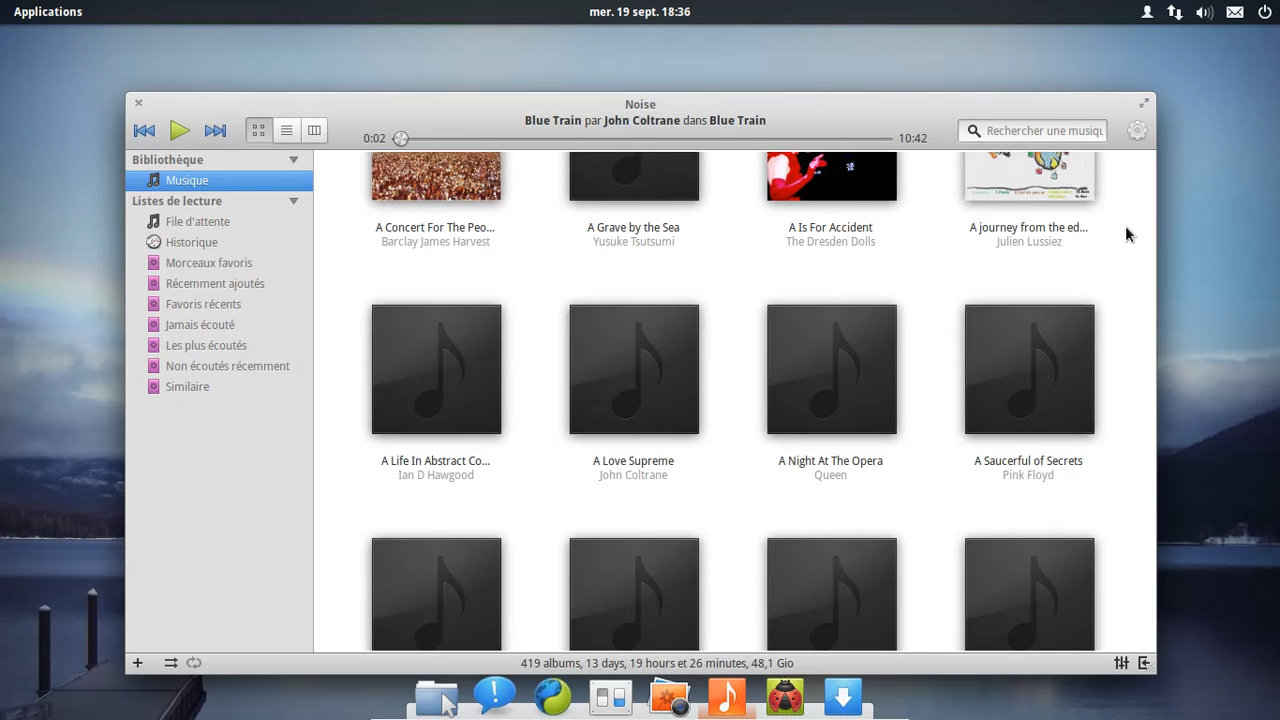 Applications
mer. 19 sept. 18:36
Noise
Blue Train par John Coltrane dans Blue Train
0:02
10:42
Rechercher une musiqu
Bibliothèque
Musique
Listes de lecture
File d'attente
Historique
Morceaux favoris
Récemment ajoutés
Favoris récents
Jamais écouté
Les plus écoutés
Non écoutés récemment
Similaire
A Concert For The Peo...
Barclay James Harvest
A Grave by the Sea
Yusuke Tsutsumi
A Is For Accident
The Dresden Dolls
A journey from the ed...
Julien Lussiez
A Life In Abstract Co...
Ian D Hawgood
A Love Supreme
John Coltrane
A Night At The Opera
Queen
A Saucerful of Secrets
Pink Floyd
419 albums, 13 days, 19 hours et 26 minutes, 48,1 Gio